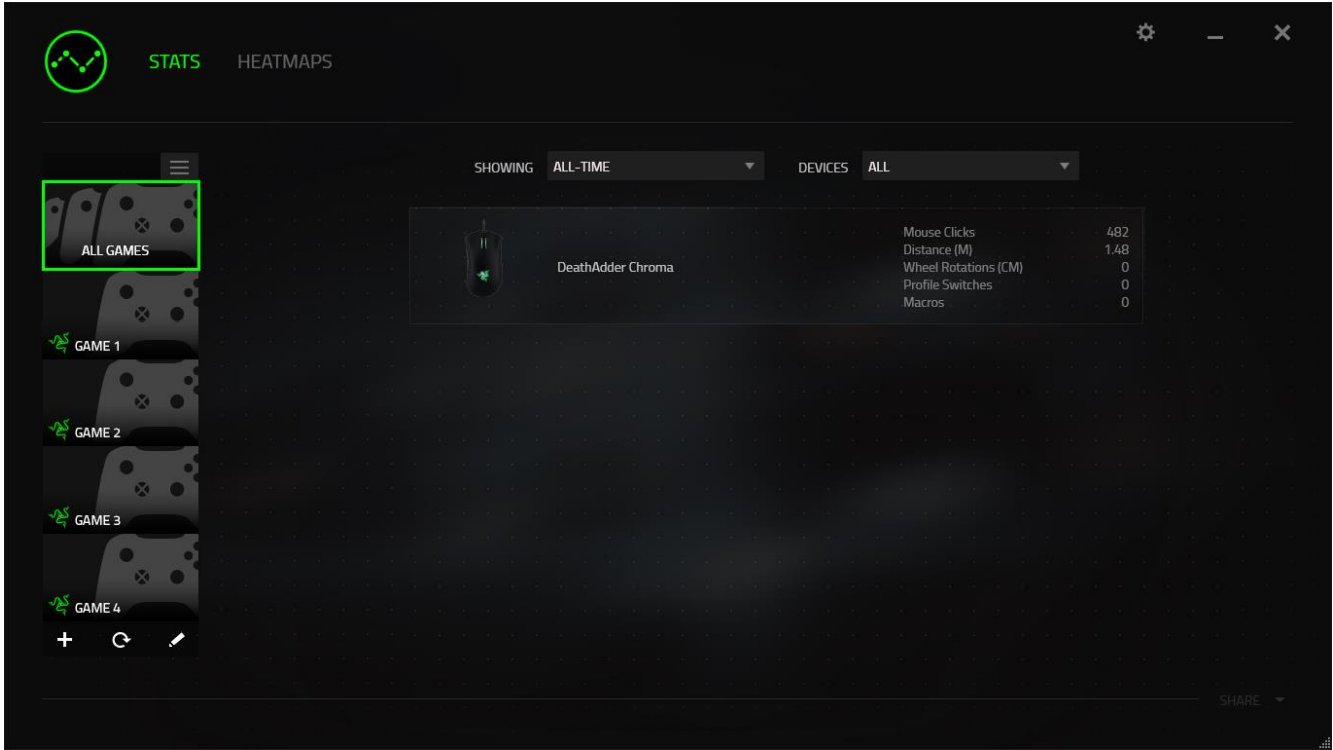 STATS HEATMAPS
SHOWING ALL-TIME DEVICES ALL
ALL GAMES
GAME 1
GAME 2
GAME 3
GAME 4
DeathAdder Chroma
Mouse Clicks 482
Distance (M) 1.48
Wheel Rotations (CM) 0
Profile Switches 0
Macros 0
SHARE